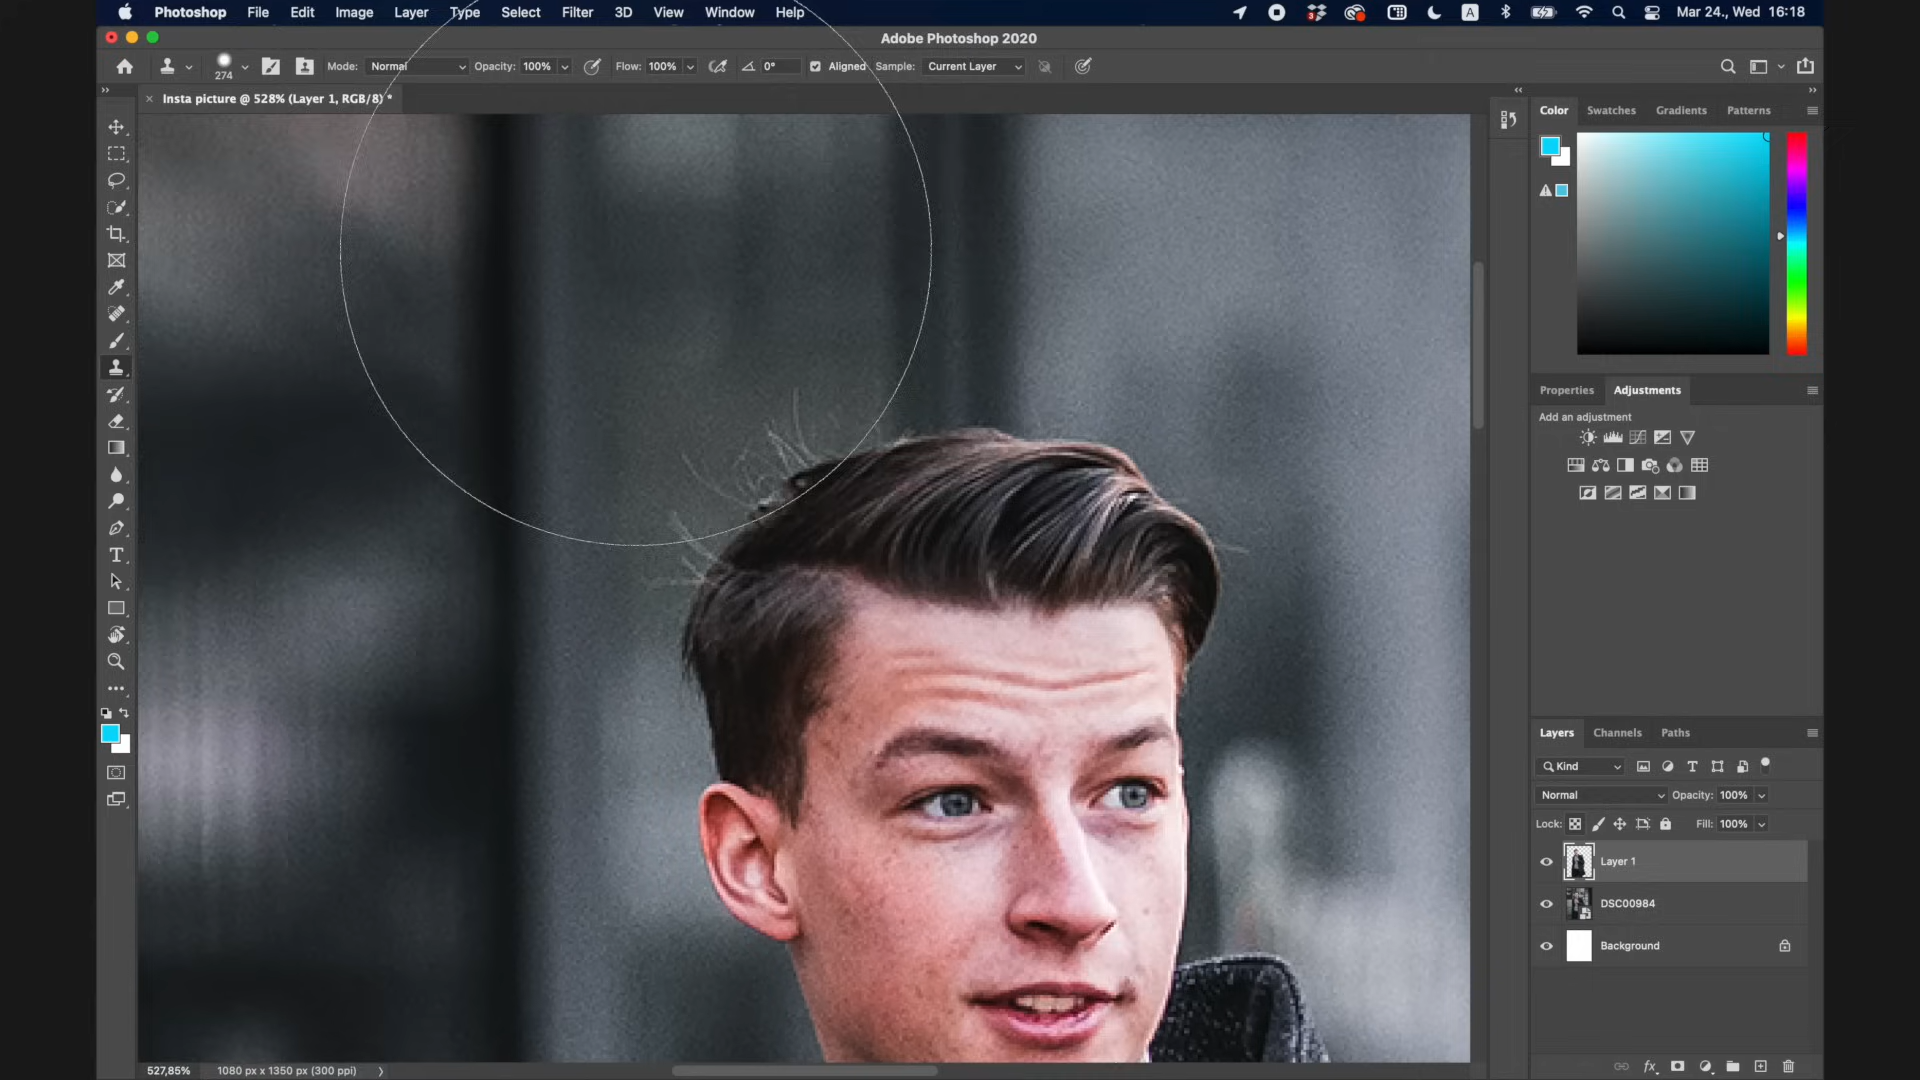 Photoshop File Edit Image Layer Type Select Filter 3D View Window Help 3 A Mar 24., Wed 16:18
Adobe Photoshop 2020
274 Mode: Normal Opacity: 100% Flow: 100% 0° Aligned Sample: Current Layer
Insta picture @ 528% (Layer 1, RGB/8) *
Color Swatches Gradients Patterns
Properties Adjustments
Add an adjustment
Layers Channels Paths
Kind
Normal Opacity: 100%
Lock: Fill: 100%
Layer 1
DSC00984
Background
527,85% 1080 px x 1350 px (300 ppi)